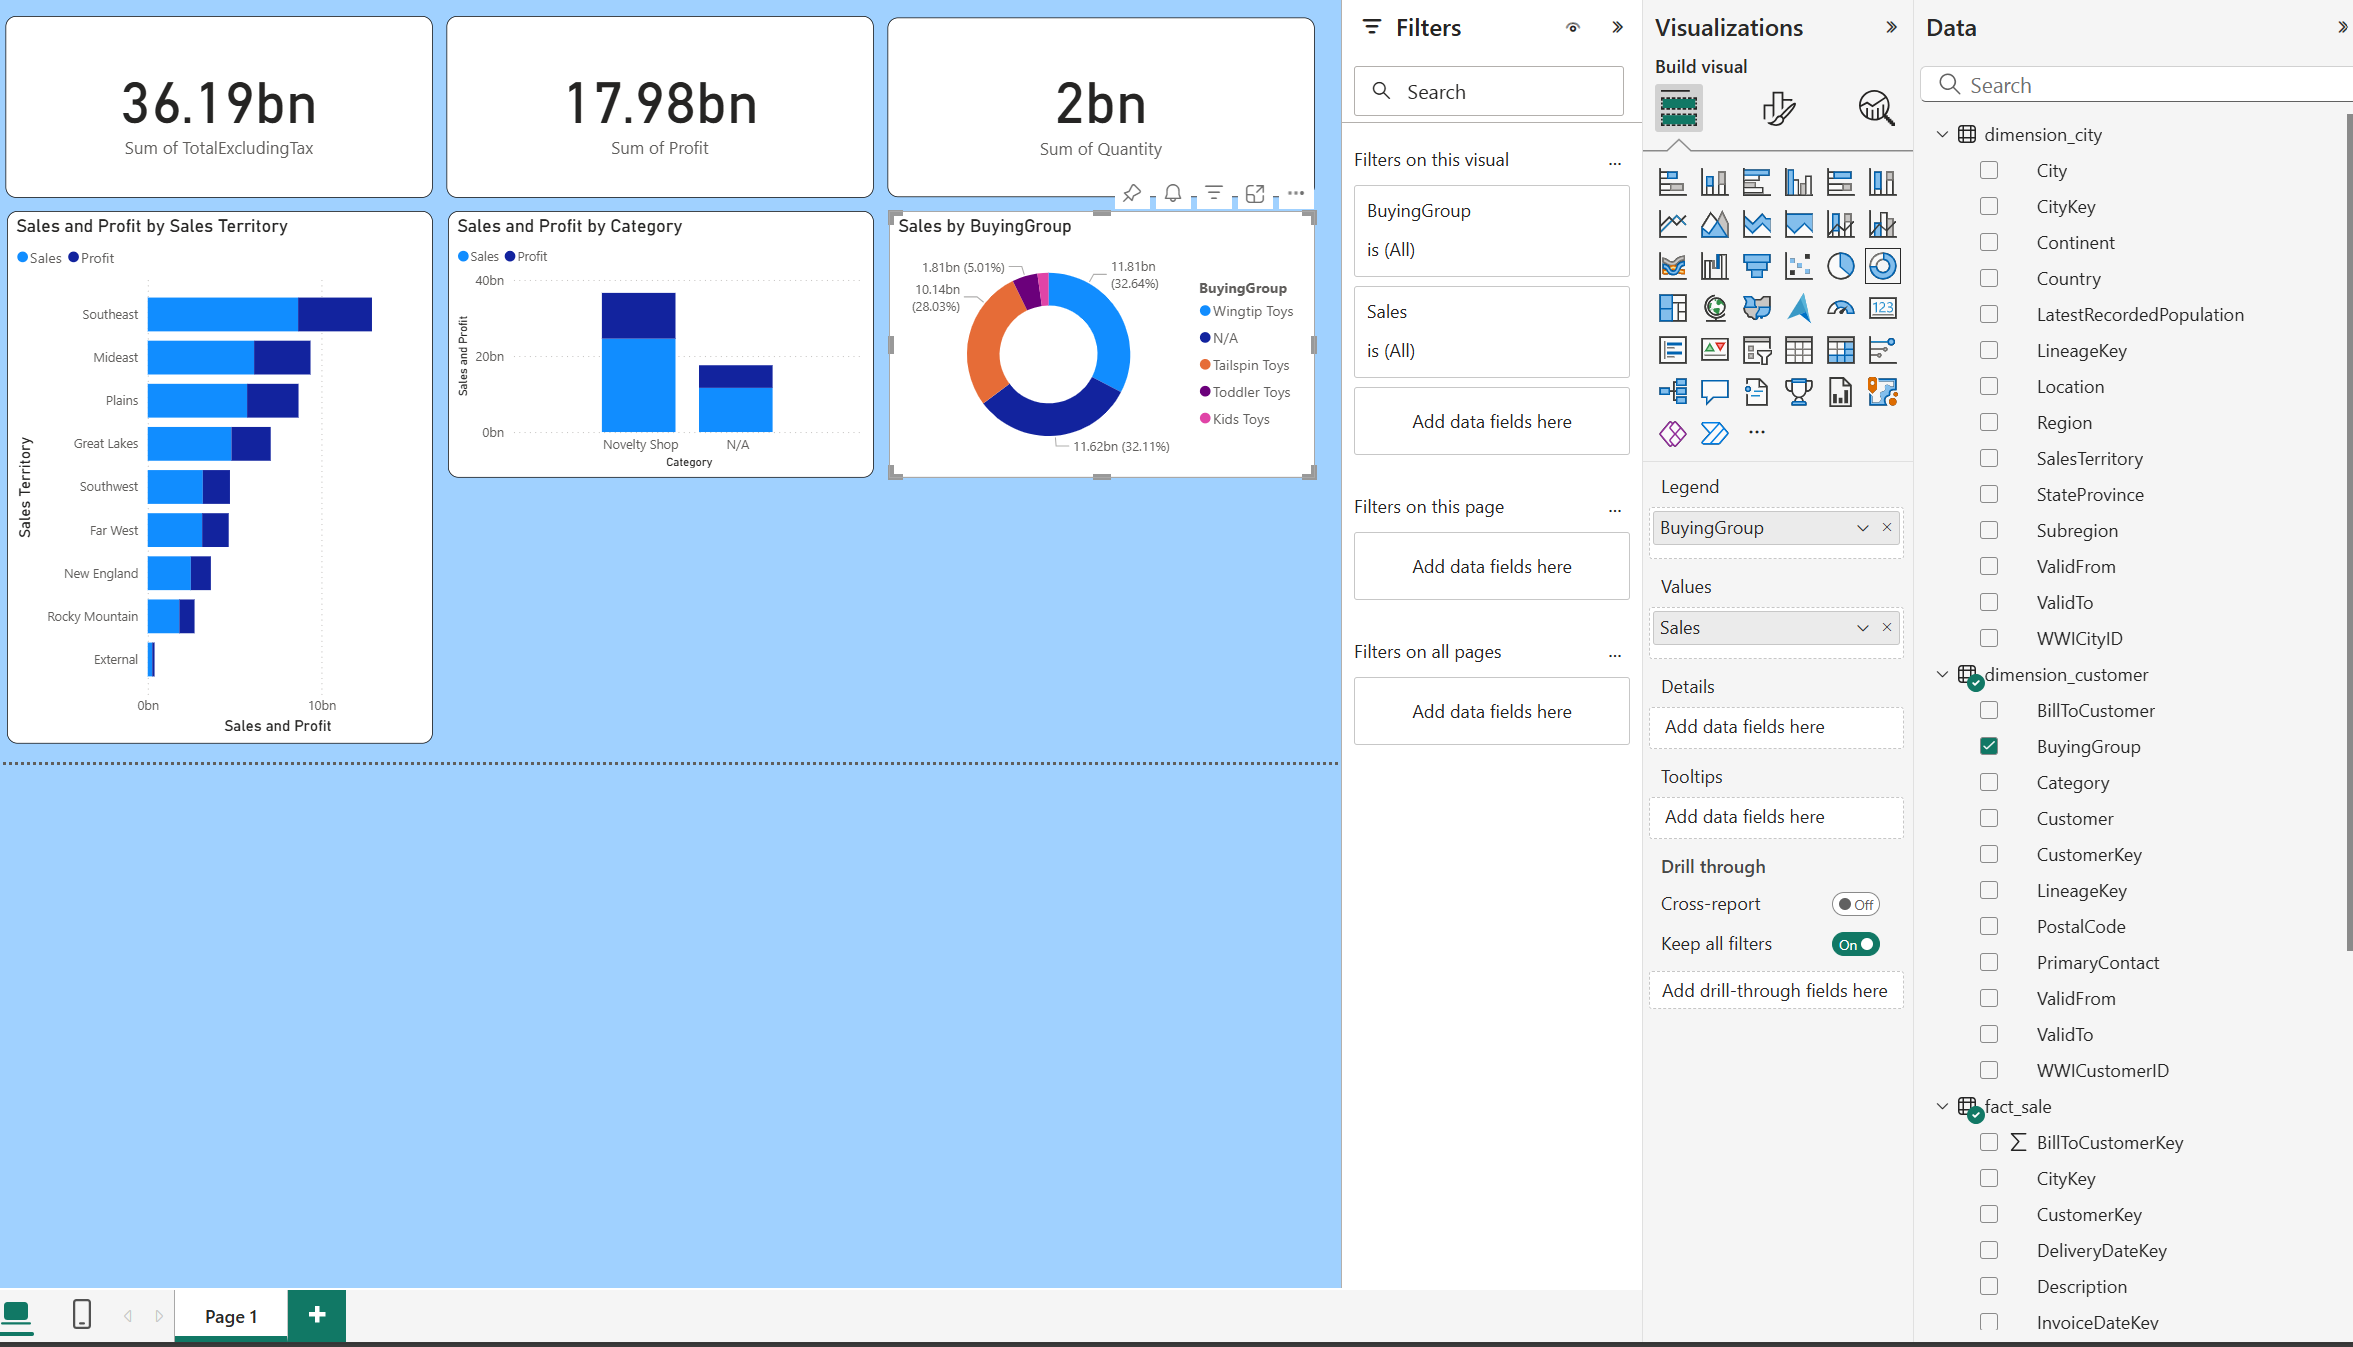 36.19bn
Sum of TotalExcludingTax
17.98bn
Sum of Profit
2bn
Sum of Quantity
Sales and Profit by Sales Territory
Sales Profit
Sales Territory
Southeast
Mideast
Plains
Great Lakes
Southwest
Far West
New England
Rocky Mountain
External
0bn 10bn
Sales and Profit
Sales and Profit by Category
Sales Profit
Sales and Profit
40bn
20bn
0bn
Novelty Shop N/A
Category
Sales by BuyingGroup
1.81bn (5.01%)
10.14bn
(28.03%)
11.81bn
(32.64%)
11.62bn (32.11%)
BuyingGroup
Wingtip Toys
N/A
Tailspin Toys
Toddler Toys
Kids Toys
Page 1
+
Filters
Search
Filters on this visual ...
BuyingGroup
is (All)
Sales
is (All)
Add data fields here
Filters on this page ...
Add data fields here
Filters on all pages ...
Add data fields here
Visualizations
Build visual
123
...
Legend
BuyingGroup
Values
Sales
Details
Add data fields here
Tooltips
Add data fields here
Drill through
Cross-report Off
Keep all filters On
Add drill-through fields here
Data
Search
dimension_city
City
CityKey
Continent
Country
LatestRecordedPopulation
LineageKey
Location
Region
SalesTerritory
StateProvince
Subregion
ValidFrom
ValidTo
WWICityID
dimension_customer
BillToCustomer
BuyingGroup
Category
Customer
CustomerKey
LineageKey
PostalCode
PrimaryContact
ValidFrom
ValidTo
WWICustomerID
fact_sale
∑ BillToCustomerKey
CityKey
CustomerKey
DeliveryDateKey
Description
InvoiceDateKey